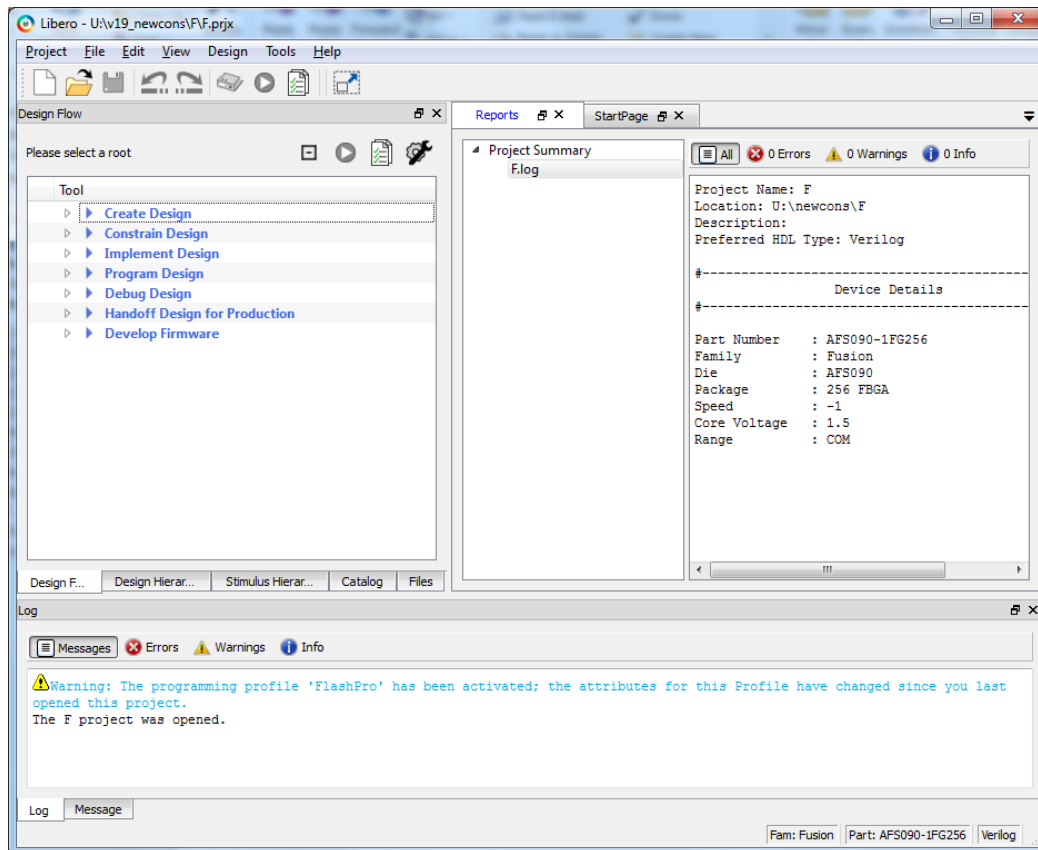 Libero - U:\v19_newcons\F\F.prjx
Project File Edit View Design Tools Help
Design Flow
Please select a root
Tool
Create Design
Constrain Design
Implement Design
Program Design
Debug Design
Handoff Design for Production
Develop Firmware
Design F... Design Hierar... Stimulus Hierar... Catalog Files
Reports StartPage
Project Summary
F.log
All 0 Errors 0 Warnings 0 Info
Project Name: F
Location: U:\newcons\F
Description:
Preferred HDL Type: Verilog
#-------------------------------------------
Device Details
#-------------------------------------------
Part Number : AFS090-1FG256
Family : Fusion
Die : AFS090
Package : 256 FBGA
Speed : -1
Core Voltage : 1.5
Range : COM
Log
Messages Errors Warnings Info
Warning: The programming profile 'FlashPro' has been activated; the attributes for this Profile have changed since you last
opened this project.
The F project was opened.
Log Message
Fam: Fusion Part: AFS090-1FG256 Verilog